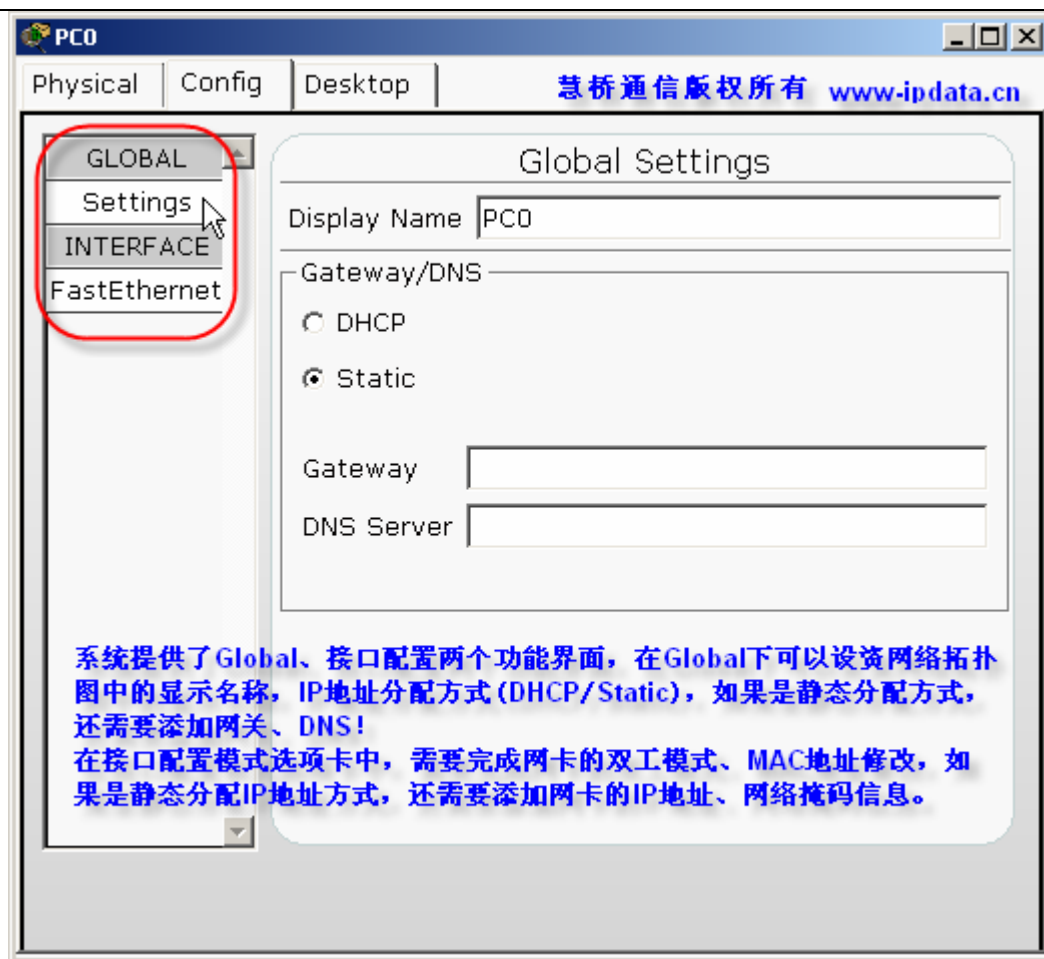 PC0
Physical Config Desktop 慧桥通信版权所有 www-ipdata.cn
GLOBAL
Settings
INTERFACE
FastEthernet
Global Settings
Display Name PC0
Gateway/DNS
DHCP
Static
Gateway
DNS Server
系统提供了Global、接口配置两个功能界面，在Global下可以设资网络拓扑
图中的显示名称，IP地址分配方式(DHCP/Static)，如果是静态分配方式，
还需要添加网关、DNS!
在接口配置模式选项卡中，需要完成网卡的双工模式、MAC地址修改，如
果是静态分配IP地址方式，还需要添加网卡的IP地址、网络掩码信息。